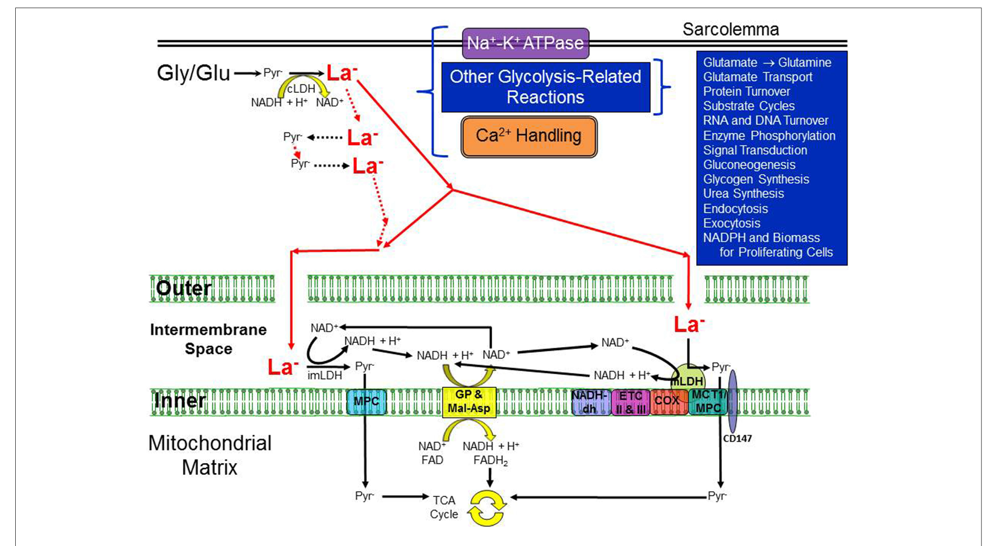 Sarcolemma
Na⁺-K⁺ ATPase
Gly/Glu
Pyr-
La-
cLDH
NADH + H⁺
NAD⁺
Other Glycolysis-Related
Reactions
Ca²⁺ Handling
Glutamate → Glutamine
Glutamate Transport
Protein Turnover
Substrate Cycles
RNA and DNA Turnover
Enzyme Phosphorylation
Signal Transduction
Gluconeogenesis
Glycogen Synthesis
Urea Synthesis
Endocytosis
Exocytosis
NADPH and Biomass
for Proliferating Cells
Pyr-
La-
Pyr-
La-
Outer
Intermembrane
Space
La-
NAD⁺
NADH + H⁺
imLDH
Pyr-
NADH + H⁺
NAD⁺
NAD⁺
NADH + H⁺
La-
Pyr-
mLDH
Inner
MPC
GP &
Mal-Asp
NADH-
dh
ETC
II & III
COX
MCT1/
MPC
CD147
Mitochondrial
Matrix
NAD⁺
FAD
NADH + H⁺
FADH₂
Pyr-
TCA
Cycle
Pyr-